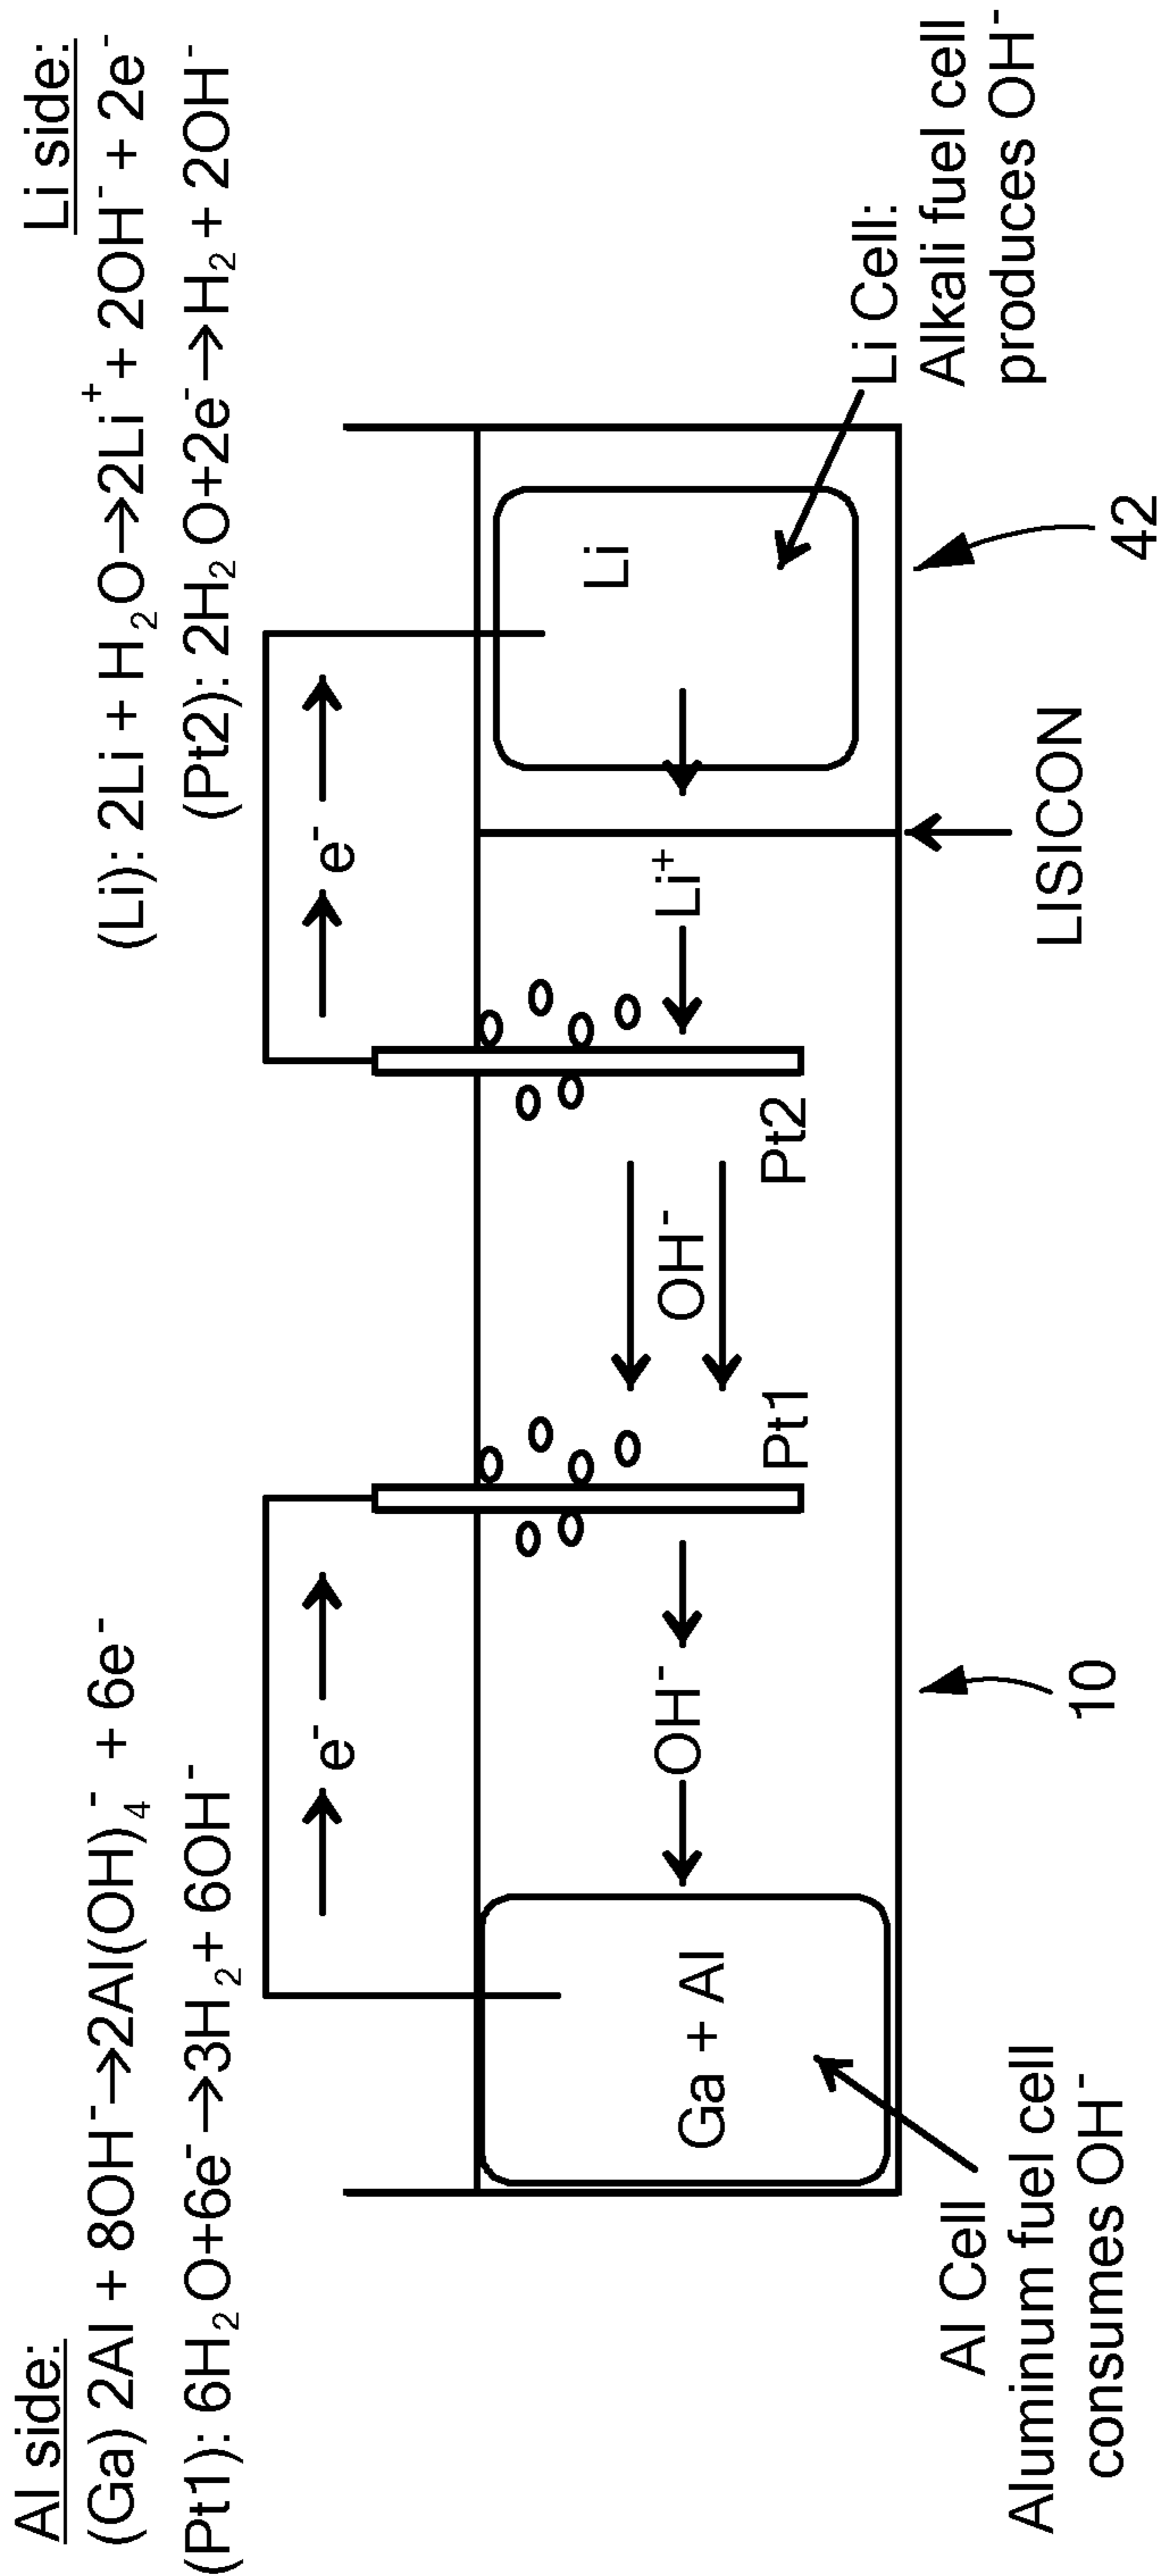 Al side:
(Ga) 2Al + 8OH⁻→2Al(OH)₄⁻ + 6e⁻
(Pt1): 6H₂O+6e⁻→3H₂+ 6OH⁻
Li side:
(Li): 2Li + H₂O→2Li⁺+ 2OH⁻ + 2e⁻
(Pt2): 2H₂O+2e⁻→H₂ + 2OH⁻
e⁻
e⁻
Ga + Al
OH⁻
Pt1
OH⁻
Pt2
Li⁺
Li
Al Cell
Aluminum fuel cell
consumes OH⁻
10
LISICON
42
Li Cell:
Alkali fuel cell
produces OH⁻